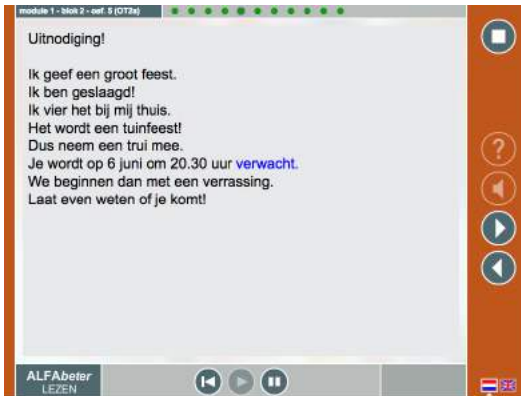 module 1 - blok 2 - oef. 5 (OT2a)
Uitnodiging!
Ik geef een groot feest.
Ik ben geslaagd!
Ik vier het bij mij thuis.
Het wordt een tuinfeest!
Dus neem een trui mee.
Je wordt op 6 juni om 20.30 uur verwacht.
We beginnen dan met een verrassing.
Laat even weten of je komt!
?
ALFAbeter
LEZEN